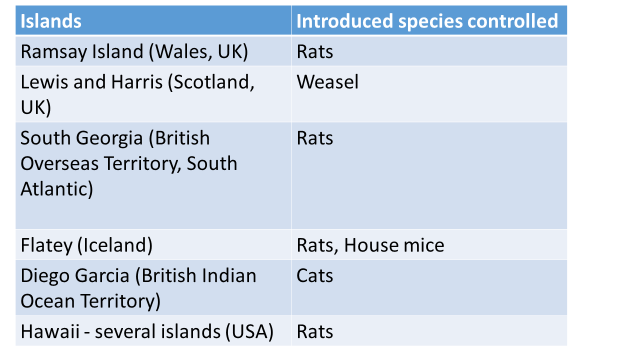 Islands Introduced species controlled
Ramsay Island (Wales, UK) Rats
Lewis and Harris (Scotland, Weasel
UK)
South Georgia (British Rats
Overseas Territory, South
Atlantic)
Flatey (Iceland) Rats, House mice
Diego Garcia (British Indian Cats
Ocean Territory)
Hawaii - several islands (USA) Rats